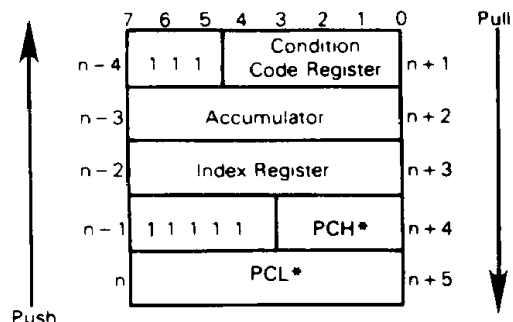 7 6 5 4 3 2 1 0 Pull
n – 4 1 1 1 Condition Code Register n + 1
n – 3 Accumulator n + 2
n – 2 Index Register n + 3
n – 1 1 1 1 1 1 PCH* n + 4
n PCL* n + 5
Push